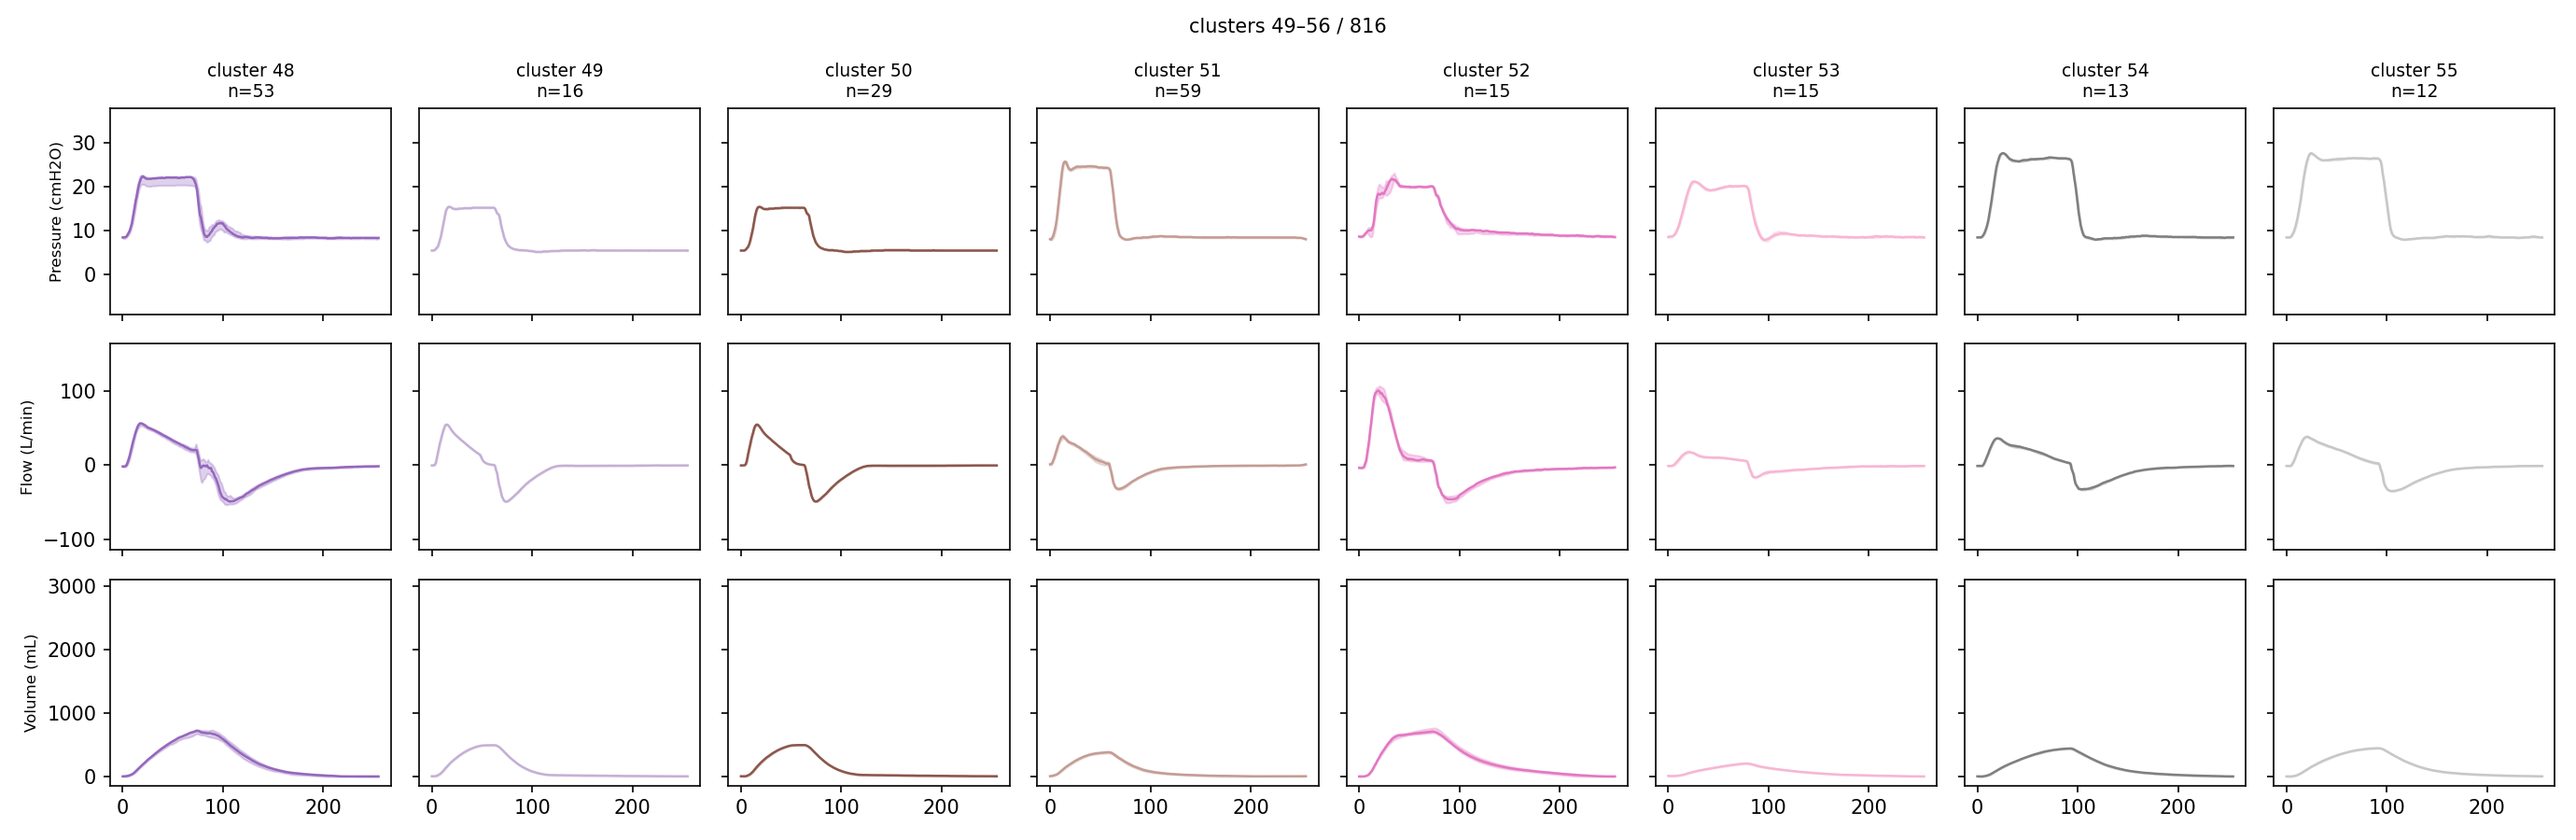 clusters 49–56 / 816
cluster 48
n=53
cluster 49
n=16
cluster 50
n=29
cluster 51
n=59
cluster 52
n=15
cluster 53
n=15
cluster 54
n=13
cluster 55
n=12
Pressure (cmH2O)
30
20
10
0
Flow (L/min)
100
0
−100
Volume (mL)
3000
2000
1000
0
0 100 200
0 100 200
0 100 200
0 100 200
0 100 200
0 100 200
0 100 200
0 100 200